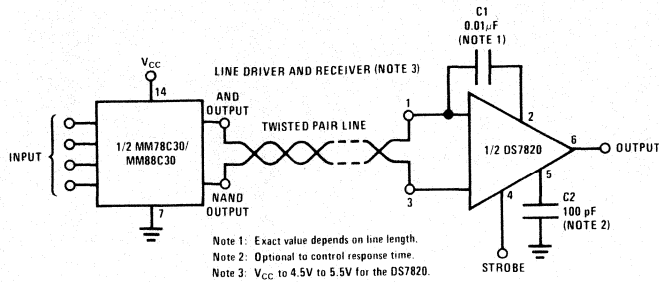 C1
0.01µF
(NOTE 1)
VCC
14
LINE DRIVER AND RECEIVER (NOTE 3)
AND
OUTPUT
1
2
TWISTED PAIR LINE
INPUT
1/2 MM78C30/
MM88C30
1/2 DS7820
6
OUTPUT
5
NAND
OUTPUT
3
4
C2
100 pF
(NOTE 2)
7
Note 1: Exact value depends on line length.
Note 2: Optional to control response time.
Note 3: VCC to 4.5V to 5.5V for the DS7820.
STROBE